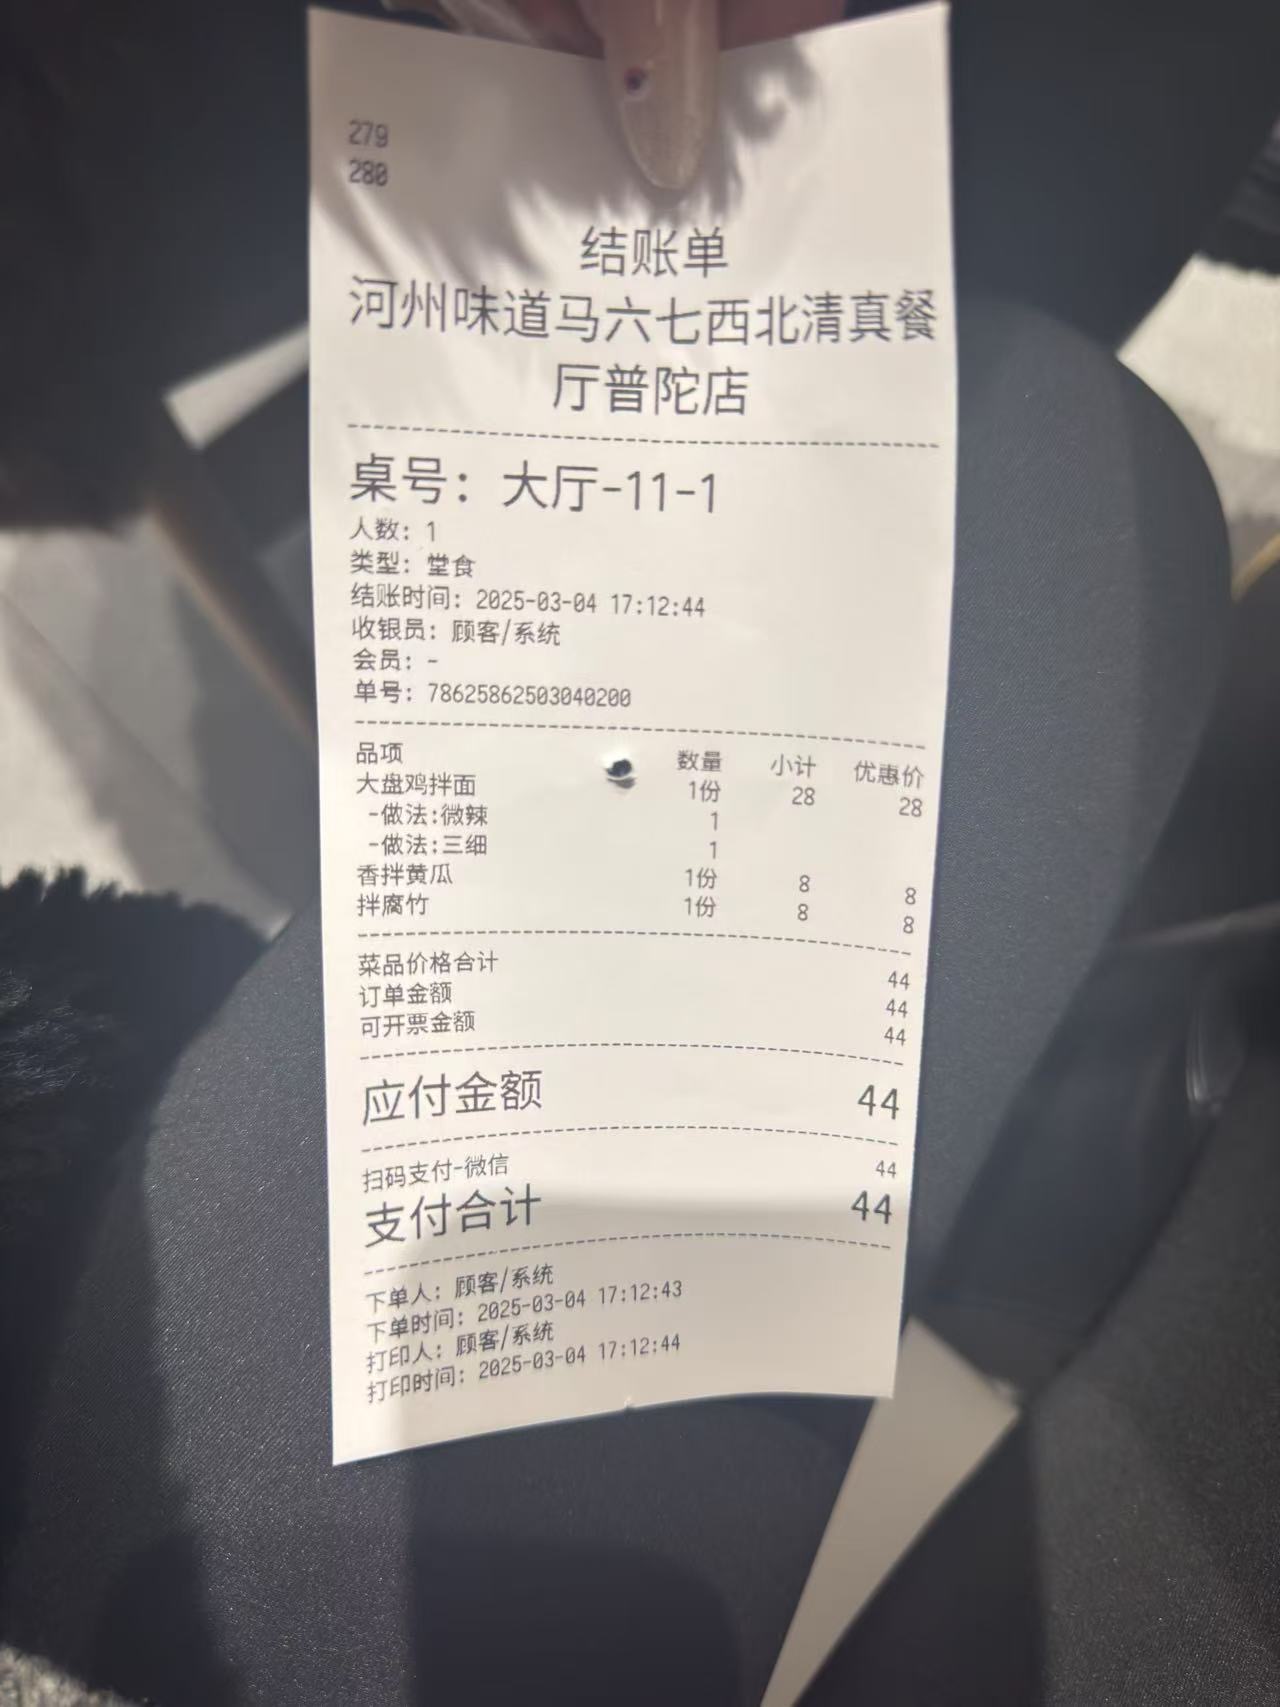 279
280
结账单
河州味道马六七西北清真餐
厅普陀店
桌号：大厅-11-1
人数：1
类型：堂食
结账时间：2025-03-04 17:12:44
收银员：顾客/系统
会员：-
单号：78625862503040200
品项 数量 小计 优惠价
大盘鸡拌面 1份 28 28
-做法:微辣 1
-做法:三细 1
香拌黄瓜 1份 8 8
拌腐竹 1份 8 8
菜品价格合计 44
订单金额 44
可开票金额 44
应付金额 44
扫码支付-微信 44
支付合计 44
下单人：顾客/系统
下单时间：2025-03-04 17:12:43
打印人：顾客/系统
打印时间：2025-03-04 17:12:44